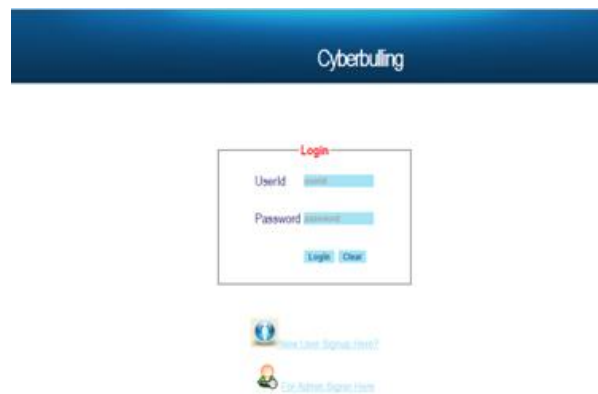 Cyberbulling
Login
UserId userid
Password password
Login Clear
New User Signup Here?
For Admin Signin Here